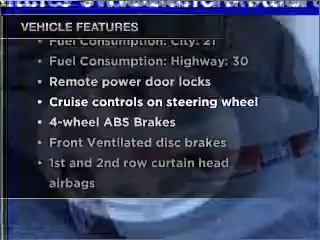 VEHICLE FEATURES
• Fuel Consumption: City: 21
• Fuel Consumption: Highway: 30
• Remote power door locks
• Cruise controls on steering wheel
• 4-wheel ABS Brakes
• Front Ventilated disc brakes
• 1st and 2nd row curtain head
airbags